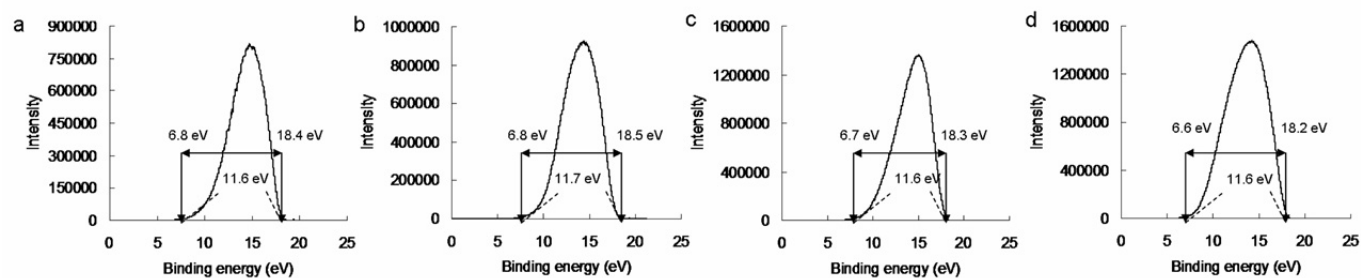 a
900000
750000
600000
450000
300000
150000
0
Intensity
6.8 eV
18.4 eV
11.6 eV
0 5 10 15 20 25
Binding energy (eV)
b
1000000
800000
600000
400000
200000
0
Intensity
6.8 eV
18.5 eV
11.7 eV
0 5 10 15 20 25
Binding energy (eV)
c
1600000
1200000
800000
400000
0
Intensity
6.7 eV
18.3 eV
11.6 eV
0 5 10 15 20 25
Binding energy (eV)
d
1600000
1200000
800000
400000
0
Intensity
6.6 eV
18.2 eV
11.6 eV
0 5 10 15 20 25
Binding energy (eV)